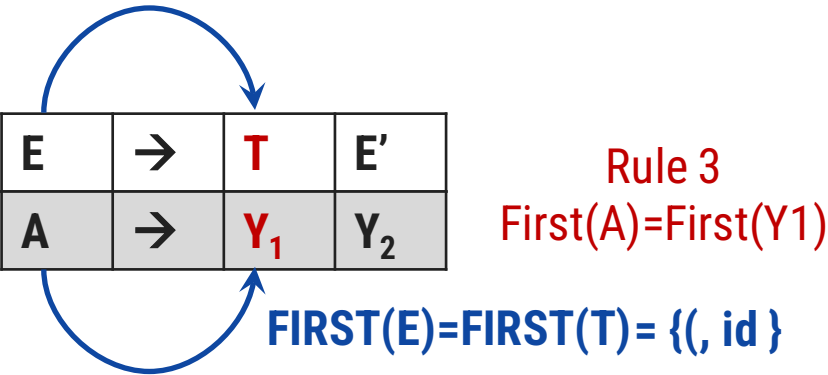 E → T E’
A → Y₁ Y₂
Rule 3
First(A)=First(Y1)
FIRST(E)=FIRST(T)= {(, id }